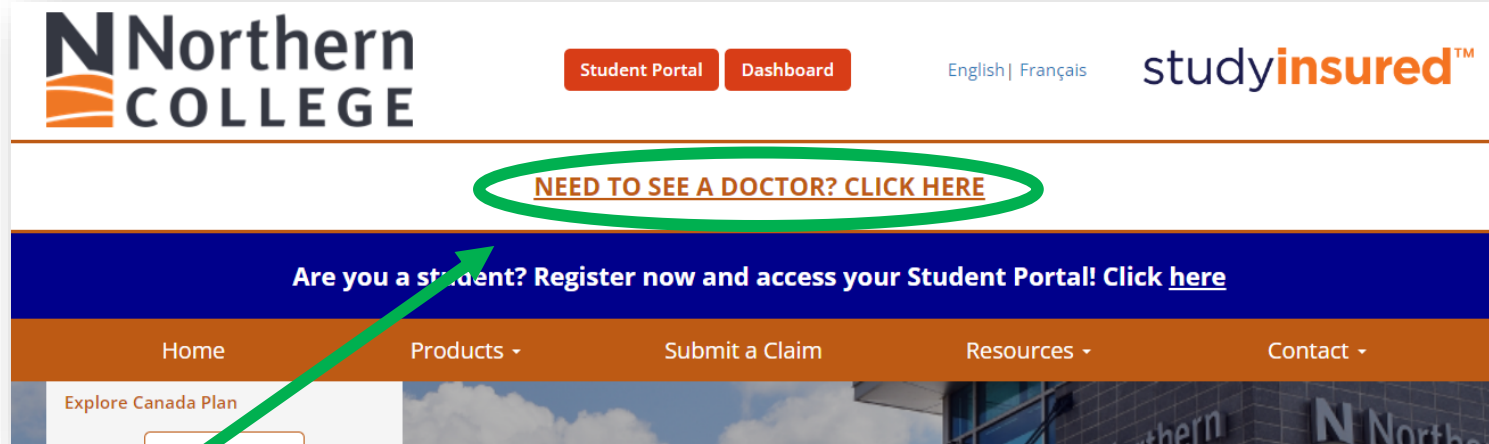 Northern
COLLEGE
Student Portal
Dashboard
English| Français
studyinsured™
NEED TO SEE A DOCTOR? CLICK HERE
Are you a student? Register now and access your Student Portal! Click here
Home
Products
Submit a Claim
Resources
Contact
Explore Canada Plan
N North